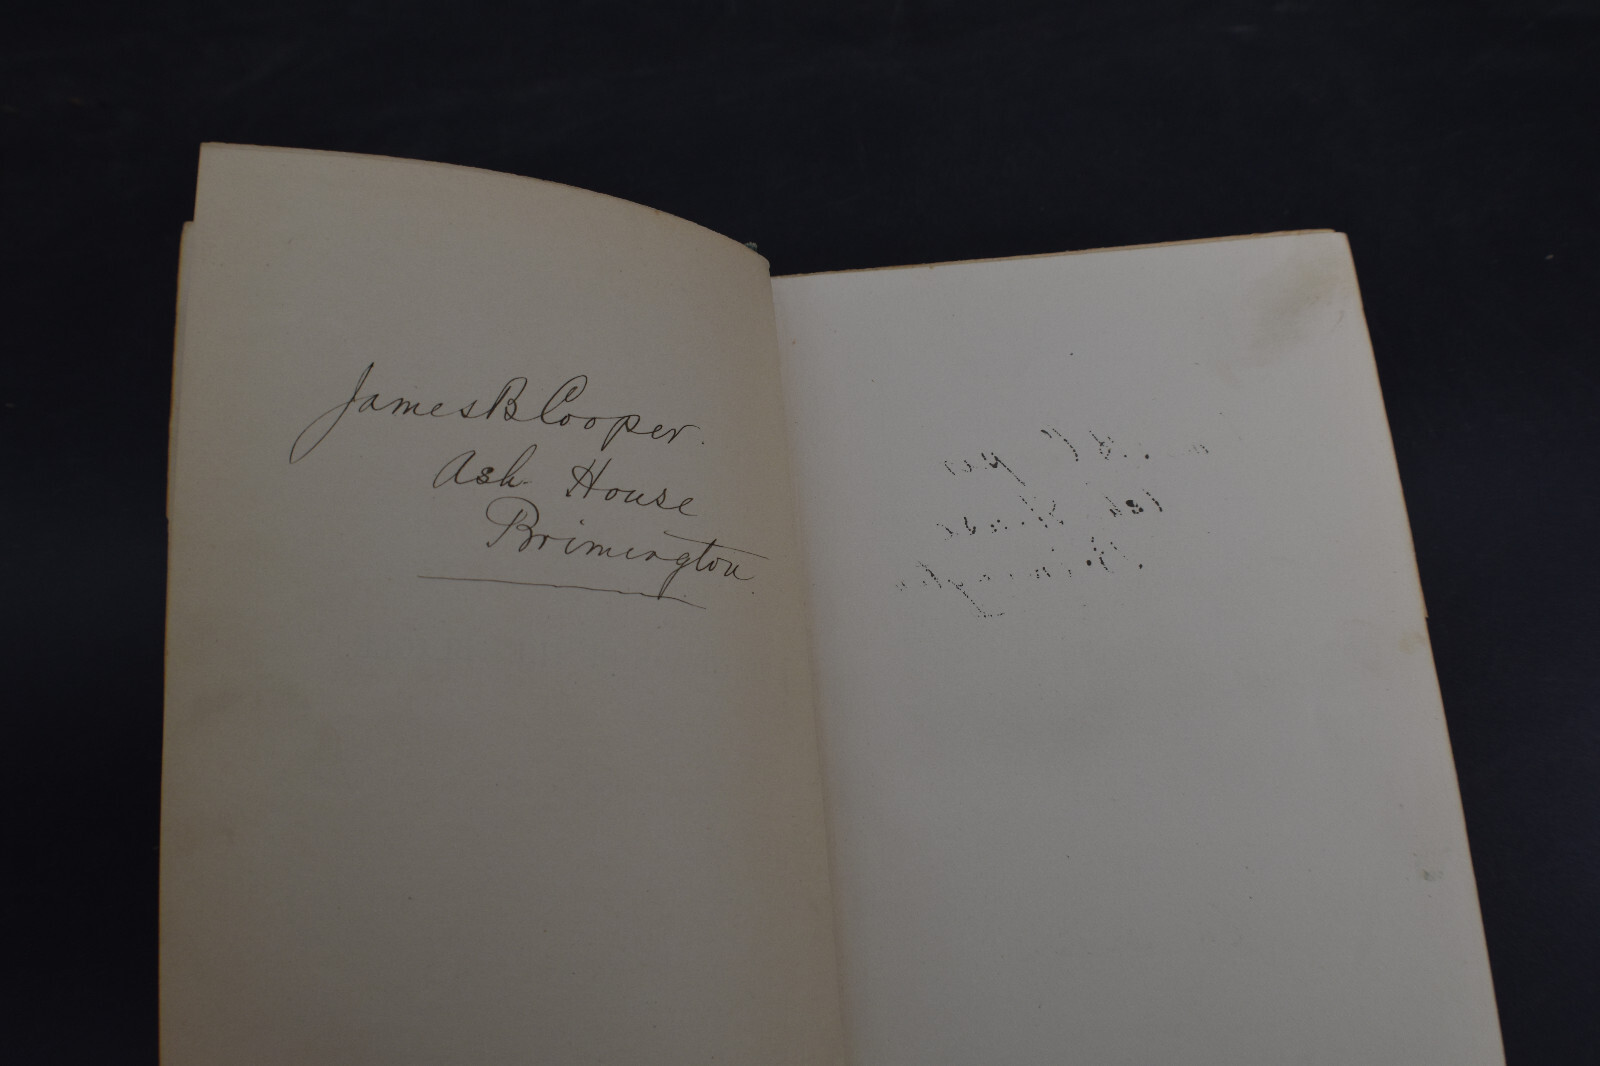 James B Cooper.
Ash House
Brimington